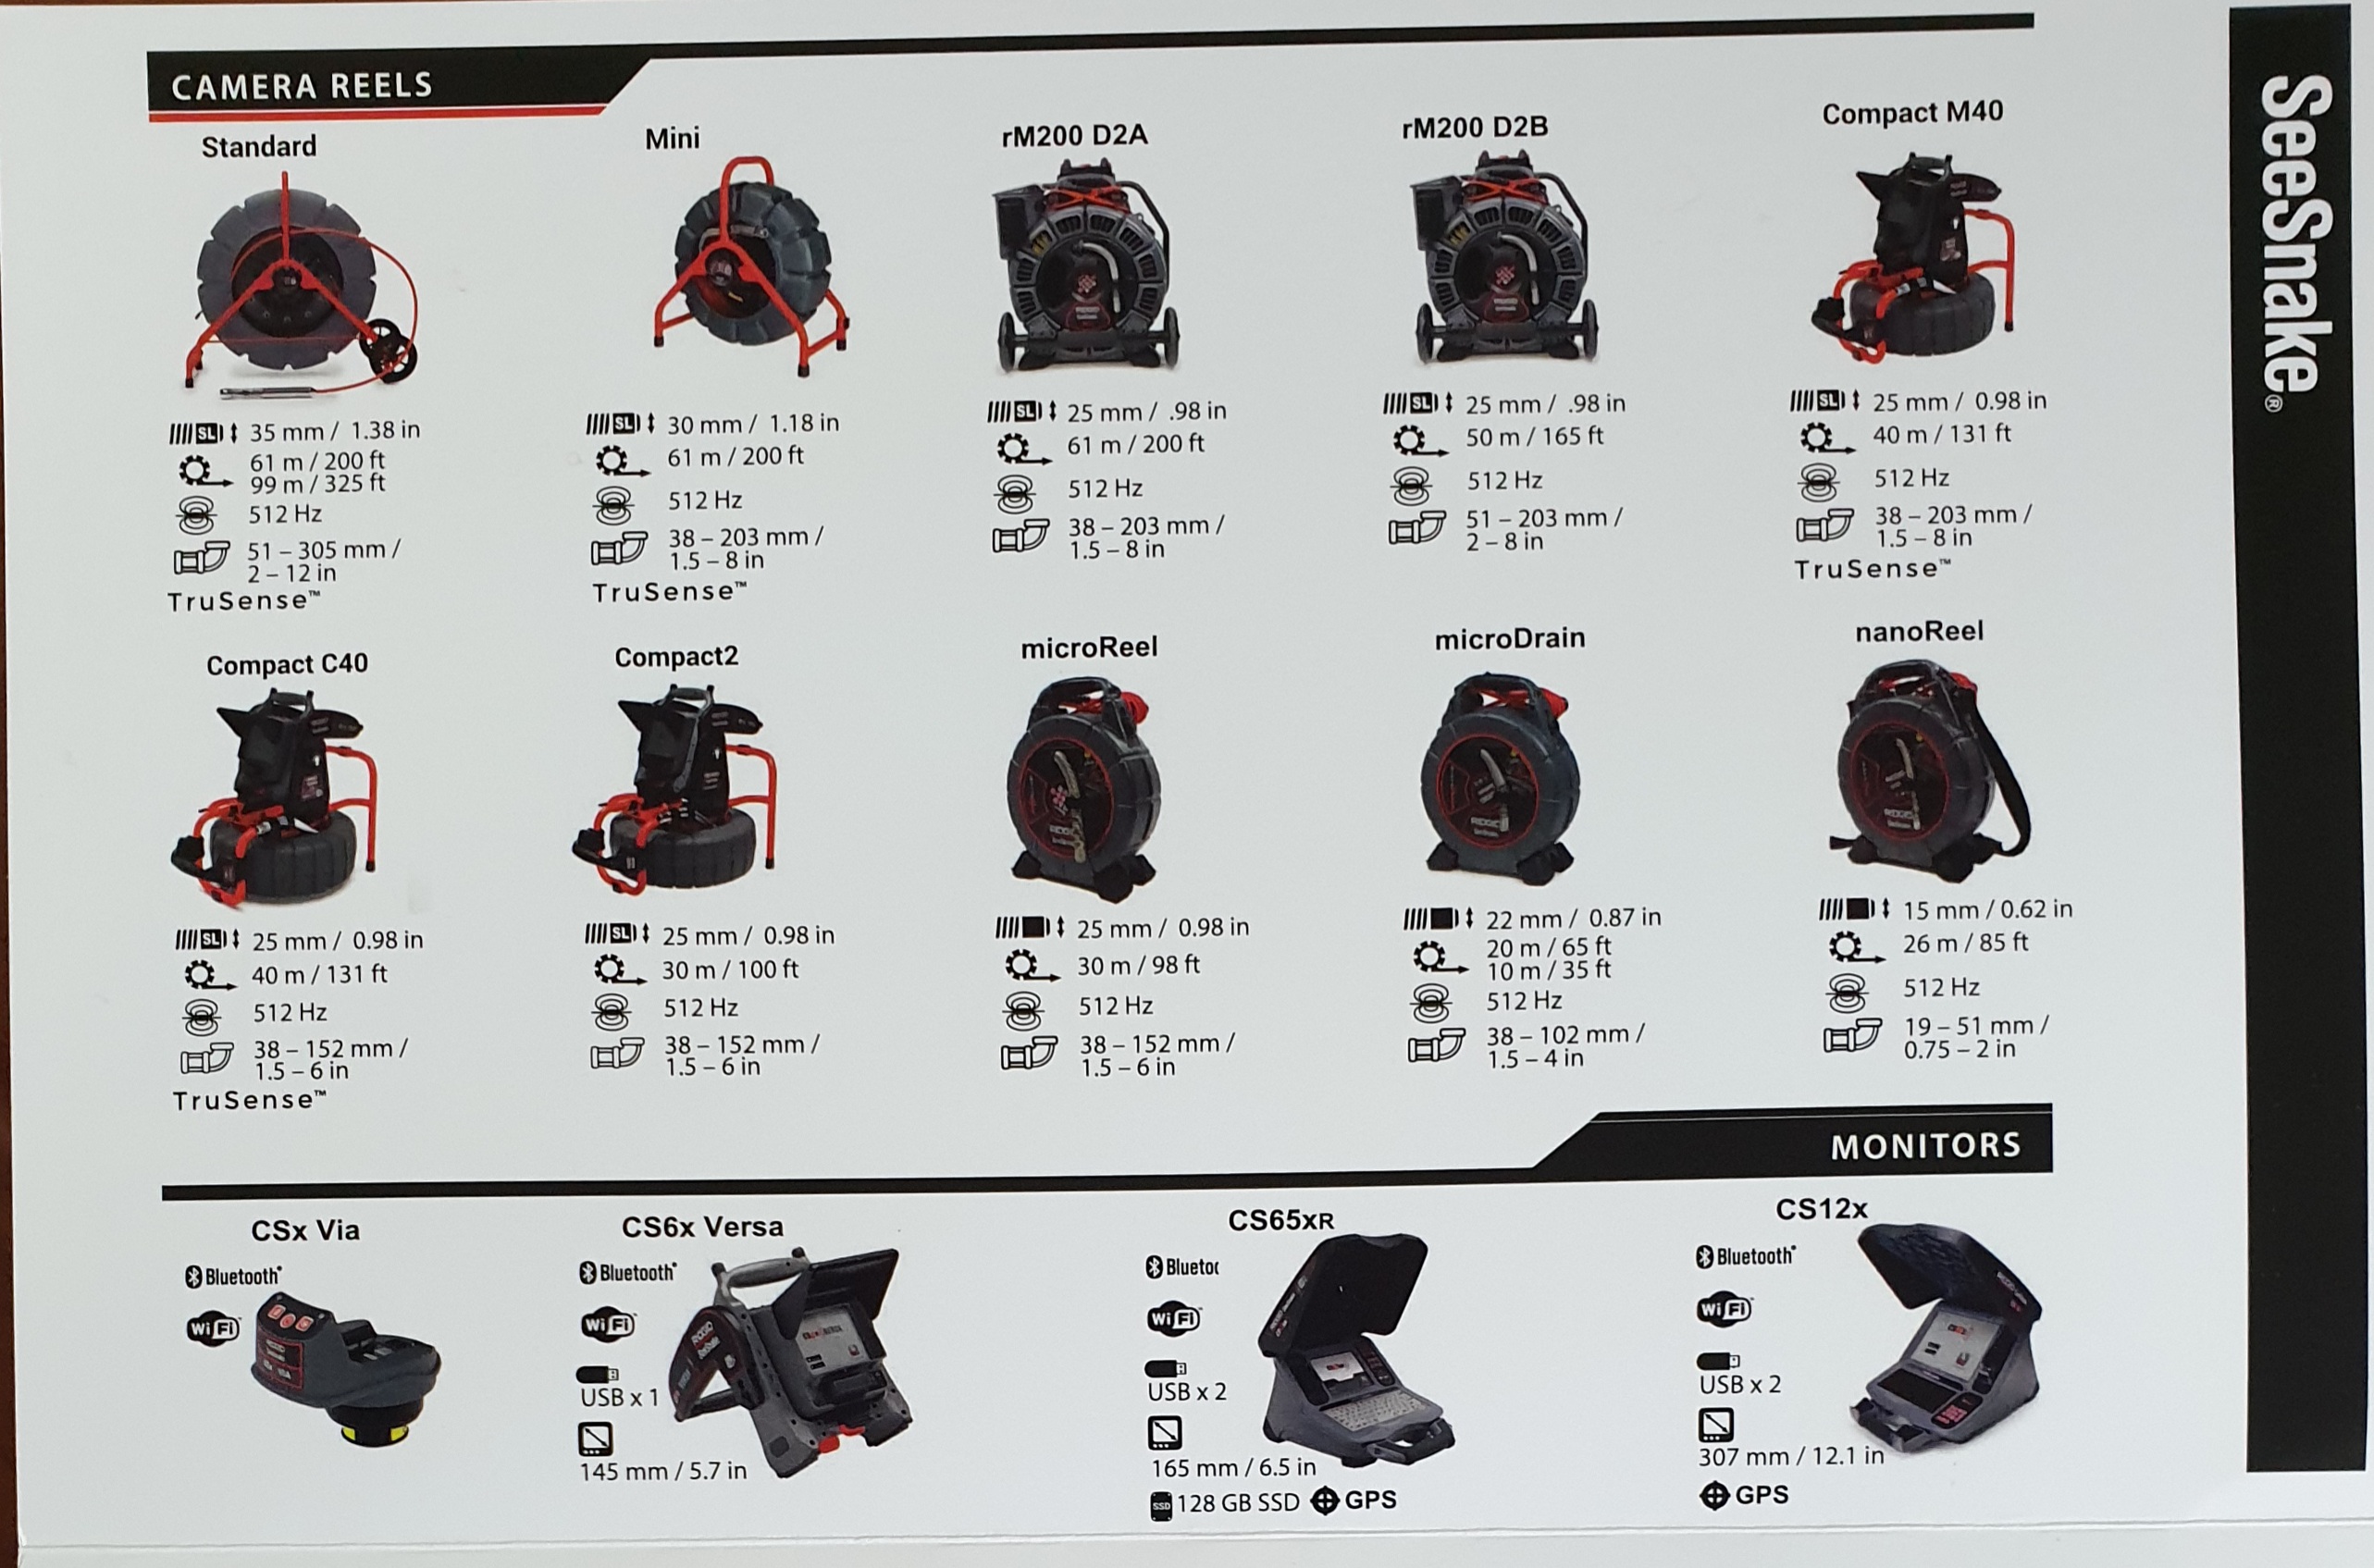 CAMERA REELS
SeeSnake®
Standard
SL 35 mm / 1.38 in
61 m / 200 ft
99 m / 325 ft
512 Hz
51 – 305 mm /
2 – 12 in
TruSense™
Mini
SL 30 mm / 1.18 in
61 m / 200 ft
512 Hz
38 – 203 mm /
1.5 – 8 in
TruSense™
rM200 D2A
SL 25 mm / .98 in
61 m / 200 ft
512 Hz
38 – 203 mm /
1.5 – 8 in
rM200 D2B
SL 25 mm / .98 in
50 m / 165 ft
512 Hz
51 – 203 mm /
2 – 8 in
Compact M40
SL 25 mm / 0.98 in
40 m / 131 ft
512 Hz
38 – 203 mm /
1.5 – 8 in
TruSense™
Compact C40
SL 25 mm / 0.98 in
40 m / 131 ft
512 Hz
38 – 152 mm /
1.5 – 6 in
TruSense™
Compact2
SL 25 mm / 0.98 in
30 m / 100 ft
512 Hz
38 – 152 mm /
1.5 – 6 in
microReel
RIDGID
25 mm / 0.98 in
30 m / 98 ft
512 Hz
38 – 152 mm /
1.5 – 6 in
microDrain
RIDGID
22 mm / 0.87 in
20 m / 65 ft
10 m / 35 ft
512 Hz
38 – 102 mm /
1.5 – 4 in
nanoReel
RIDGID
15 mm / 0.62 in
26 m / 85 ft
512 Hz
19 – 51 mm /
0.75 – 2 in
MONITORS
CSx Via
Bluetooth®
WiFi
CS6x Versa
Bluetooth®
WiFi
RIDGID
SeeSnake
USB x 1
145 mm / 5.7 in
CS65xR
Bluetoc
WiFi
USB x 2
165 mm / 6.5 in
SSD 128 GB SSD GPS
CS12x
Bluetooth®
WiFi
USB x 2
307 mm / 12.1 in
GPS